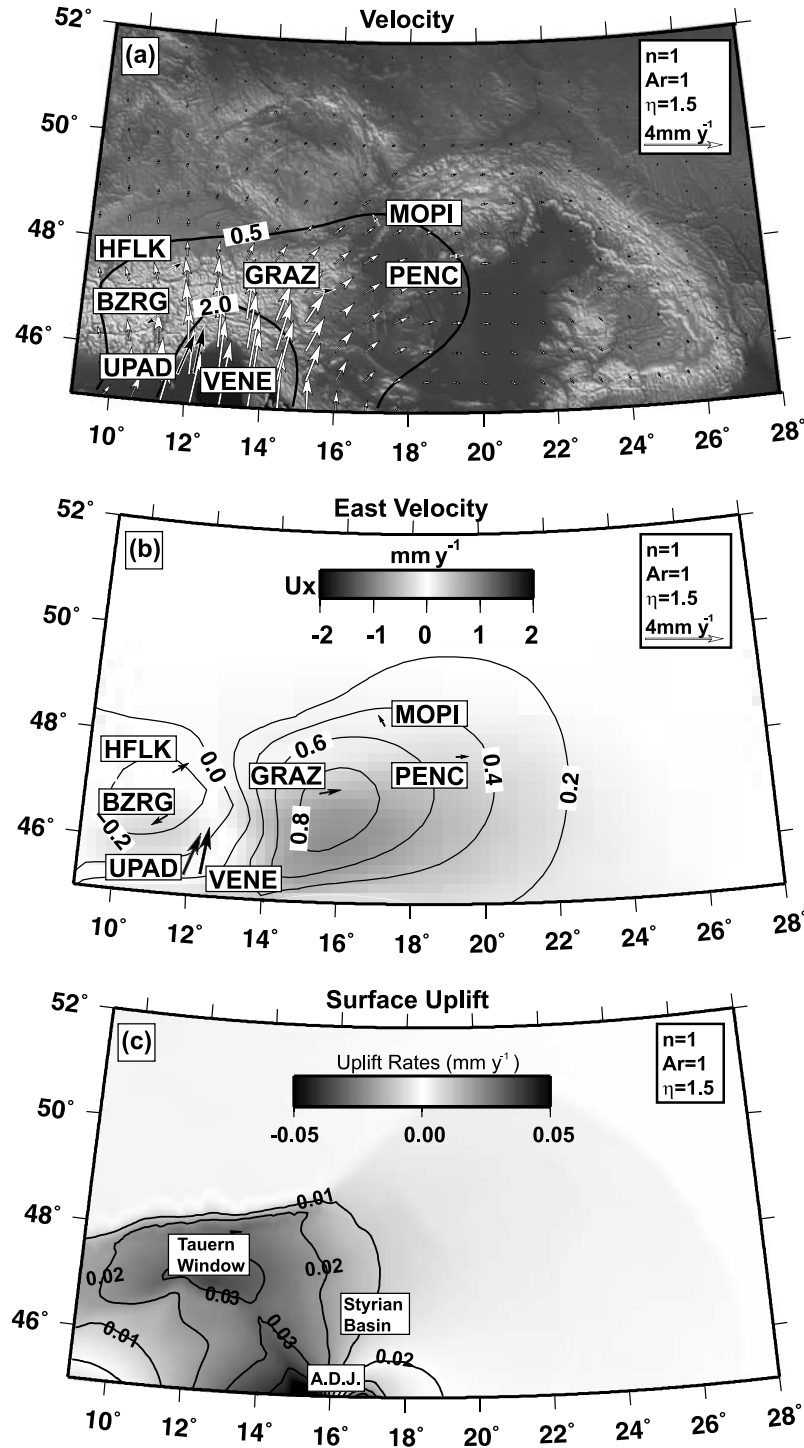 Velocity
(a)
n=1
Ar=1
η=1.5
4mm y⁻¹
52°
50°
48°
46°
MOPI
0.5
HFLK
GRAZ
PENC
BZRG
2.0
UPAD
VENE
10° 12° 14° 16° 18° 20° 22° 24° 26° 28°
East Velocity
(b)
mm y⁻¹
Ux
-2 -1 0 1 2
n=1
Ar=1
η=1.5
4mm y⁻¹
52°
50°
48°
46°
MOPI
HFLK
0.0
0.6
GRAZ
PENC
0.4
0.2
BZRG
-0.2
0.8
UPAD
VENE
10° 12° 14° 16° 18° 20° 22° 24° 26° 28°
Surface Uplift
(c)
Uplift Rates (mm y⁻¹)
-0.05 0.00 0.05
n=1
Ar=1
η=1.5
52°
50°
48°
46°
0.01
Tauern
Window
0.02
0.02
0.03
Styrian
Basin
0.01
0.03
0.02
A.D.J.
10° 12° 14° 16° 18° 20° 22° 24° 26° 28°